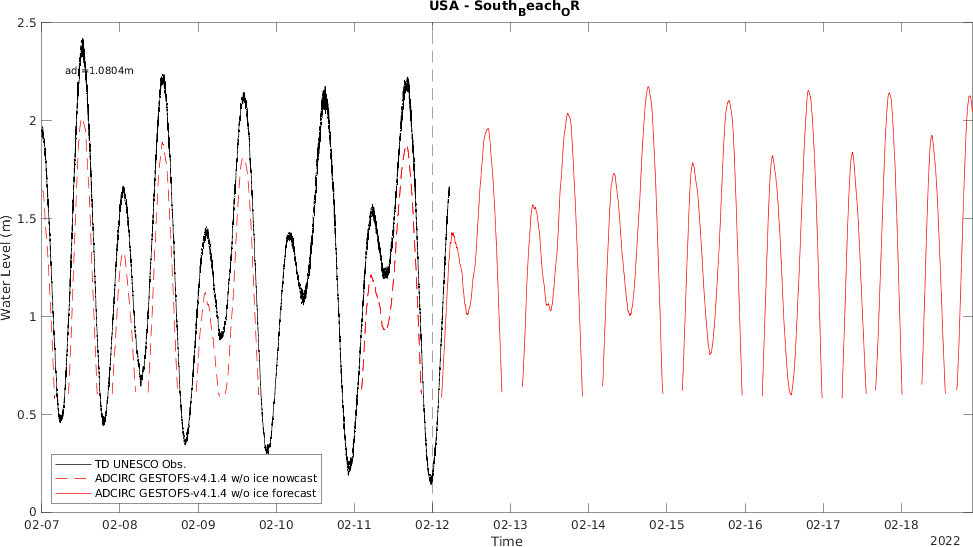 USA - South_Beach_OR
2.5
adj=1.0804m
2
1.5
Water Level (m)
1
0.5
TD UNESCO Obs.
ADCIRC GESTOFS-v4.1.4 w/o ice nowcast
ADCIRC GESTOFS-v4.1.4 w/o ice forecast
0
02-07 02-08 02-09 02-10 02-11 02-12 02-13 02-14 02-15 02-16 02-17 02-18
Time
2022